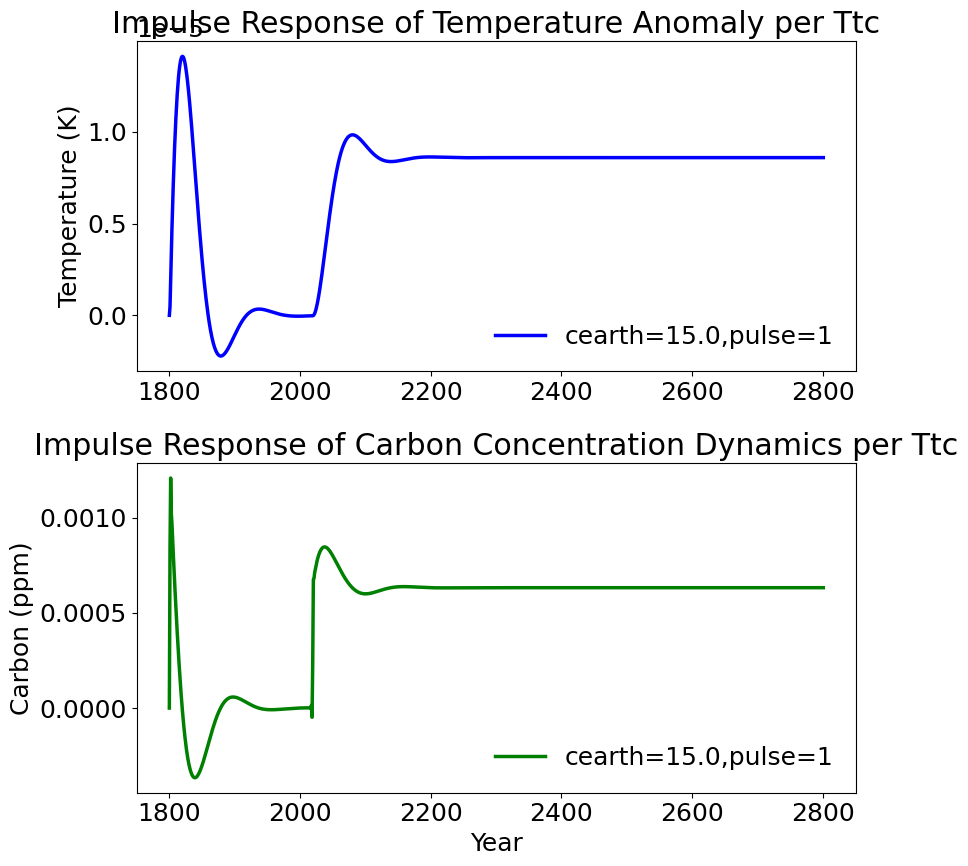 Impulse Response of Temperature Anomaly per Ttc
1e−5
Temperature (K)
1.0
0.5
0.0
cearth=15.0,pulse=1
1800 2000 2200 2400 2600 2800
Impulse Response of Carbon Concentration Dynamics per Ttc
Carbon (ppm)
0.0010
0.0005
0.0000
cearth=15.0,pulse=1
1800 2000 2200 2400 2600 2800
Year